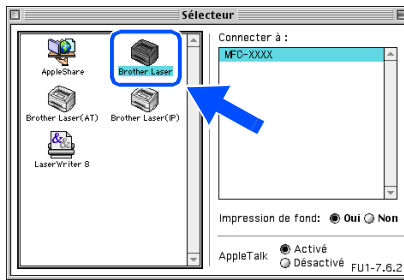 Sélecteur
Connecter à :
MFC-XXXX
AppleShare
Brother Laser
Brother Laser(AT)
Brother Laser(IP)
LaserWriter 8
Impression de fond: Oui Non
AppleTalk
Activé
Désactivé
FU1-7.6.2